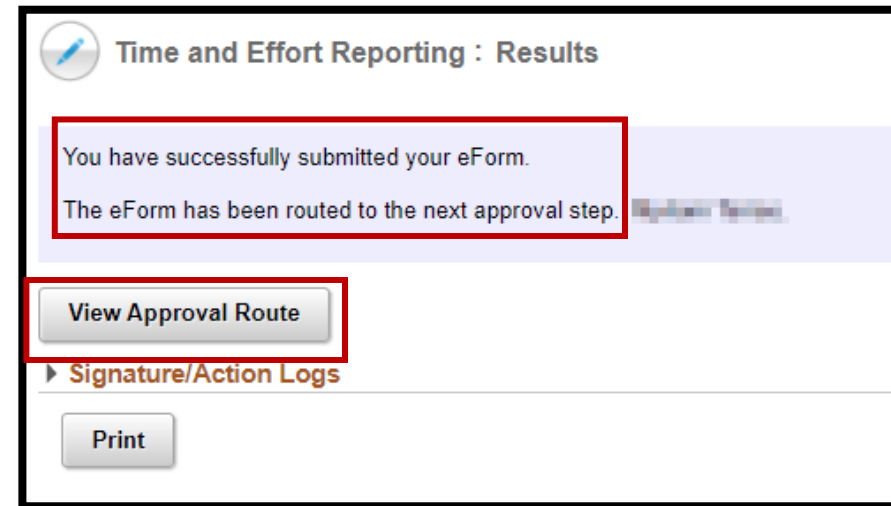 Time and Effort Reporting : Results
You have successfully submitted your eForm.
The eForm has been routed to the next approval step.
View Approval Route
Signature/Action Logs
Print